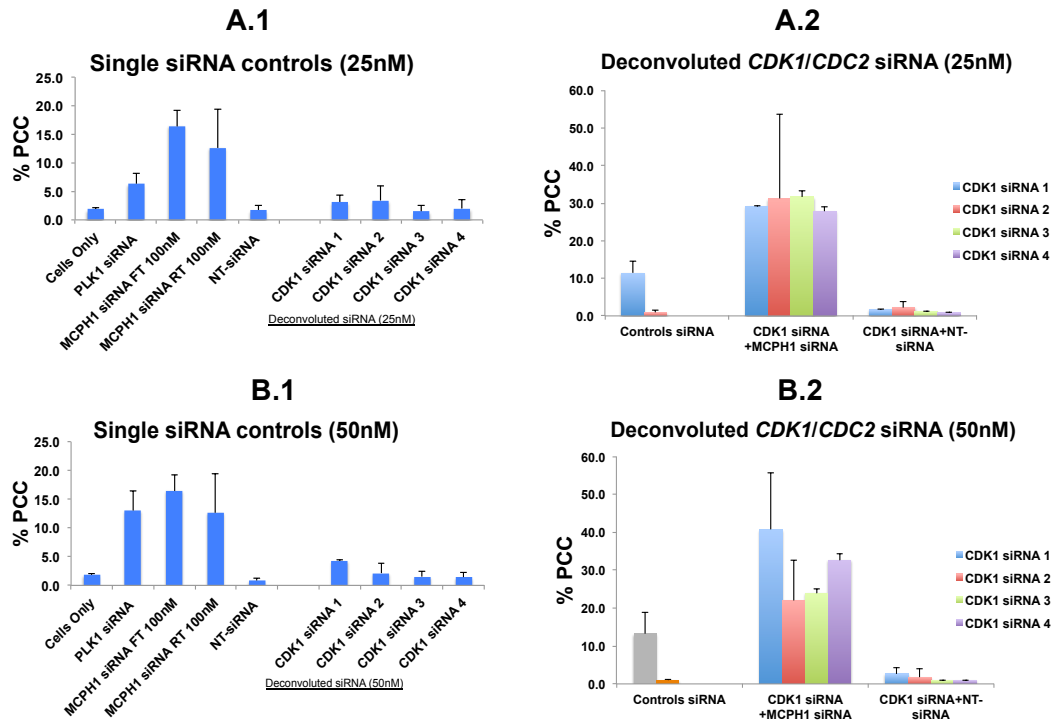 A.1
Single siRNA controls (25nM)
% PCC
25.0
20.0
15.0
10.0
5.0
0.0
Cells Only
PLK1 siRNA
MCPH1 siRNA FT 100nM
MCPH1 siRNA RT 100nM
NT-siRNA
CDK1 siRNA 1
CDK1 siRNA 2
CDK1 siRNA 3
CDK1 siRNA 4
Deconvoluted siRNA (25nM)
A.2
Deconvoluted CDK1/CDC2 siRNA (25nM)
% PCC
60.0
50.0
40.0
30.0
20.0
10.0
0.0
Controls siRNA
CDK1 siRNA
+MCPH1 siRNA
CDK1 siRNA+NT-
siRNA
CDK1 siRNA 1
CDK1 siRNA 2
CDK1 siRNA 3
CDK1 siRNA 4
B.1
Single siRNA controls (50nM)
% PCC
25.0
20.0
15.0
10.0
5.0
0.0
Cells Only
PLK1 siRNA
MCPH1 siRNA FT 100nM
MCPH1 siRNA RT 100nM
NT-siRNA
CDK1 siRNA 1
CDK1 siRNA 2
CDK1 siRNA 3
CDK1 siRNA 4
Deconvoluted siRNA (50nM)
B.2
Deconvoluted CDK1/CDC2 siRNA (50nM)
% PCC
60.0
50.0
40.0
30.0
20.0
10.0
0.0
Controls siRNA
CDK1 siRNA
+MCPH1 siRNA
CDK1 siRNA+NT-
siRNA
CDK1 siRNA 1
CDK1 siRNA 2
CDK1 siRNA 3
CDK1 siRNA 4